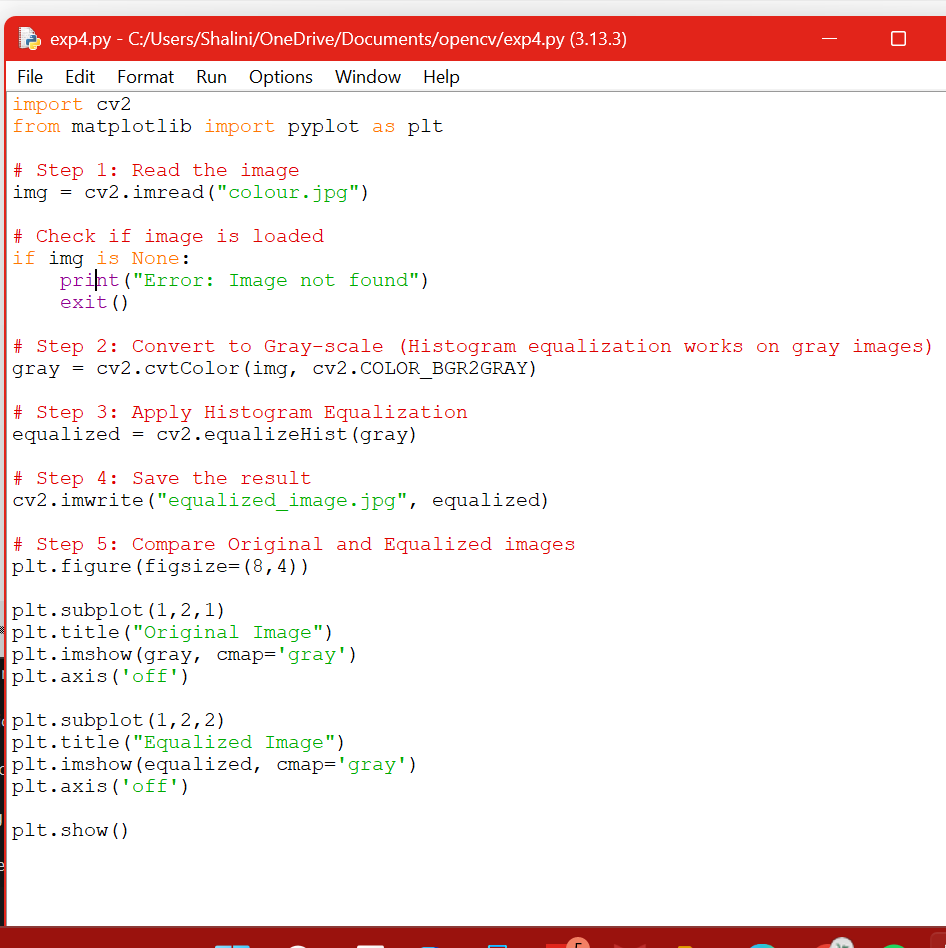 exp4.py - C:/Users/Shalini/OneDrive/Documents/opencv/exp4.py (3.13.3)
File Edit Format Run Options Window Help
import cv2
from matplotlib import pyplot as plt

# Step 1: Read the image
img = cv2.imread("colour.jpg")

# Check if image is loaded
if img is None:
    print("Error: Image not found")
    exit()

# Step 2: Convert to Gray-scale (Histogram equalization works on gray images)
gray = cv2.cvtColor(img, cv2.COLOR_BGR2GRAY)

# Step 3: Apply Histogram Equalization
equalized = cv2.equalizeHist(gray)

# Step 4: Save the result
cv2.imwrite("equalized_image.jpg", equalized)

# Step 5: Compare Original and Equalized images
plt.figure(figsize=(8,4))

plt.subplot(1,2,1)
plt.title("Original Image")
plt.imshow(gray, cmap='gray')
plt.axis('off')

plt.subplot(1,2,2)
plt.title("Equalized Image")
plt.imshow(equalized, cmap='gray')
plt.axis('off')

plt.show()